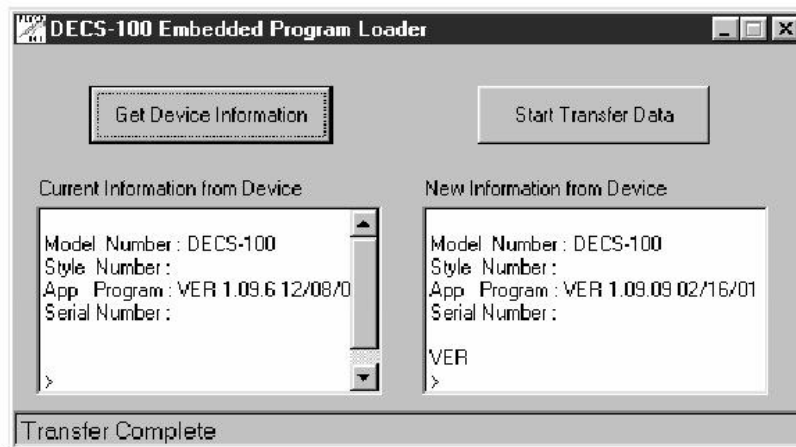 DECS-100 Embedded Program Loader
Get Device Information
Start Transfer Data
Current Information from Device
New Information from Device
Model Number : DECS-100
Style Number :
App Program : VER 1.09.6 12/08/0
Serial Number :
>
Model Number : DECS-100
Style Number :
App Program : VER 1.09.09 02/16/01
Serial Number :
VER
>
Transfer Complete